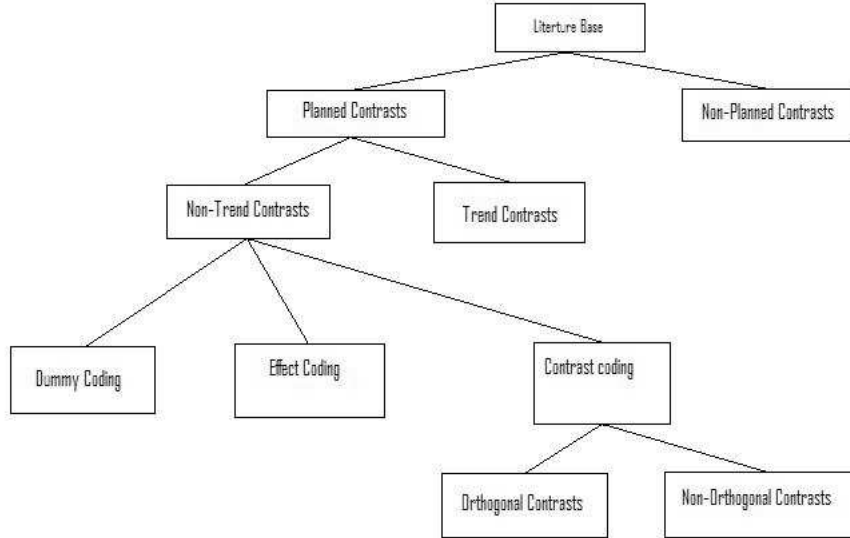 Literture Base
Planned Contrasts
Non-Planned Contrasts
Non-Trend Contrasts
Trend Contrasts
Dummy Coding
Effect Coding
Contrast coding
Orthogonal Contrasts
Non-Orthogonal Contrasts